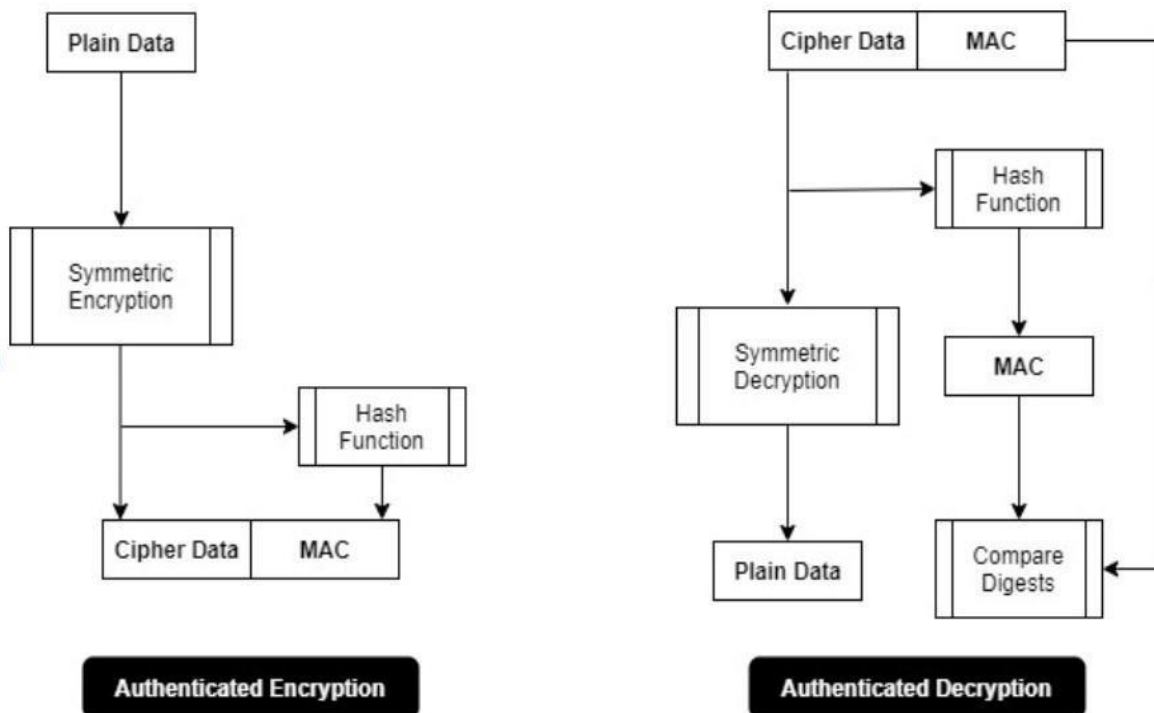 Plain Data
Symmetric
Encryption
Hash
Function
Cipher Data MAC
Authenticated Encryption
Cipher Data MAC
Hash
Function
Symmetric
Decryption
MAC
Plain Data
Compare
Digests
Authenticated Decryption